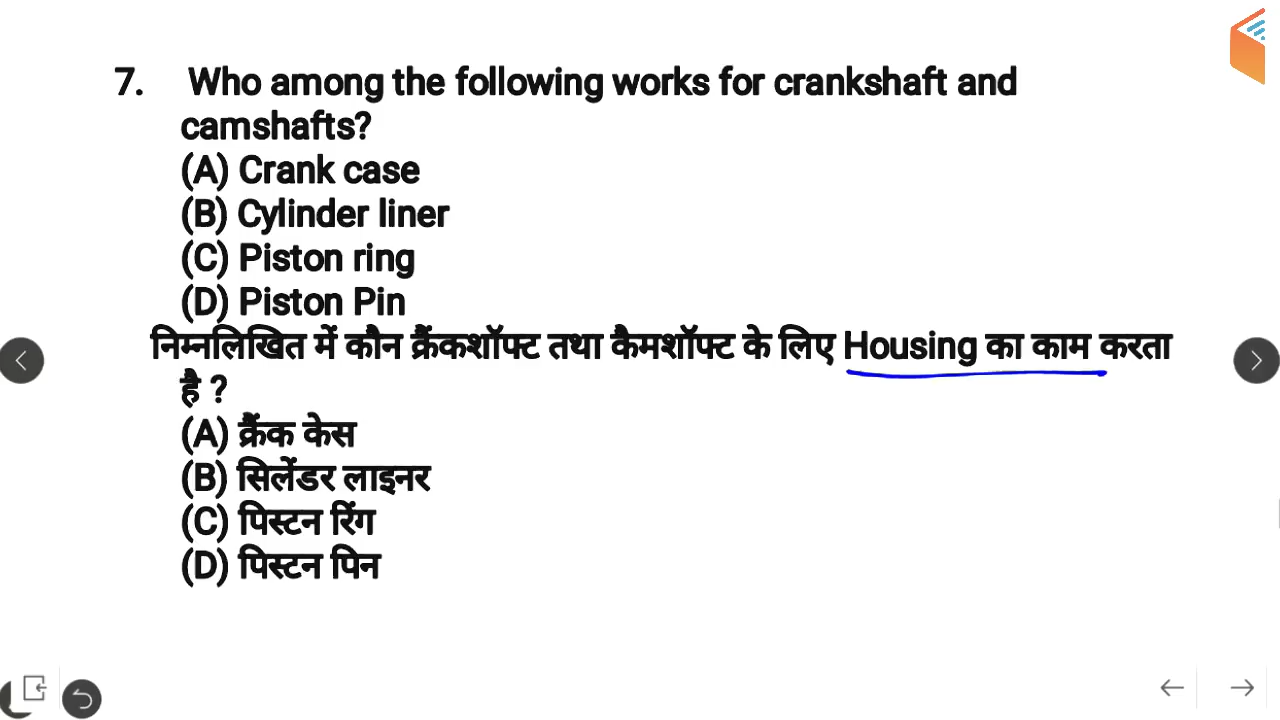 7. Who among the following works for crankshaft and
camshafts?
(A) Crank case
(B) Cylinder liner
(C) Piston ring
(D) Piston Pin
निम्नलिखित में कौन क्रैंकशॉफ्ट तथा कैमशॉफ्ट के लिए Housing का काम करता
है ?
(A) क्रैंक केस
(B) सिलेंडर लाइनर
(C) पिस्टन रिंग
(D) पिस्टन पिन